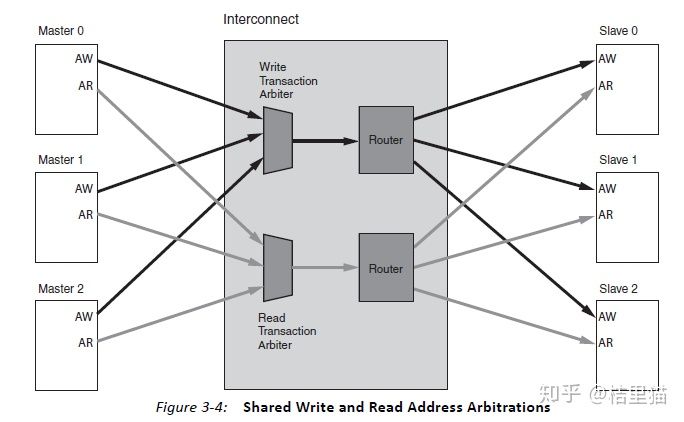 Interconnect
Master 0
AW
AR
Master 1
AW
AR
Master 2
AW
AR
Write
Transaction
Arbiter
Router
Router
Read
Transaction
Arbiter
Slave 0
AW
AR
Slave 1
AW
AR
Slave 2
AW
AR
知乎 @桔里猫
Figure 3-4: Shared Write and Read Address Arbitrations